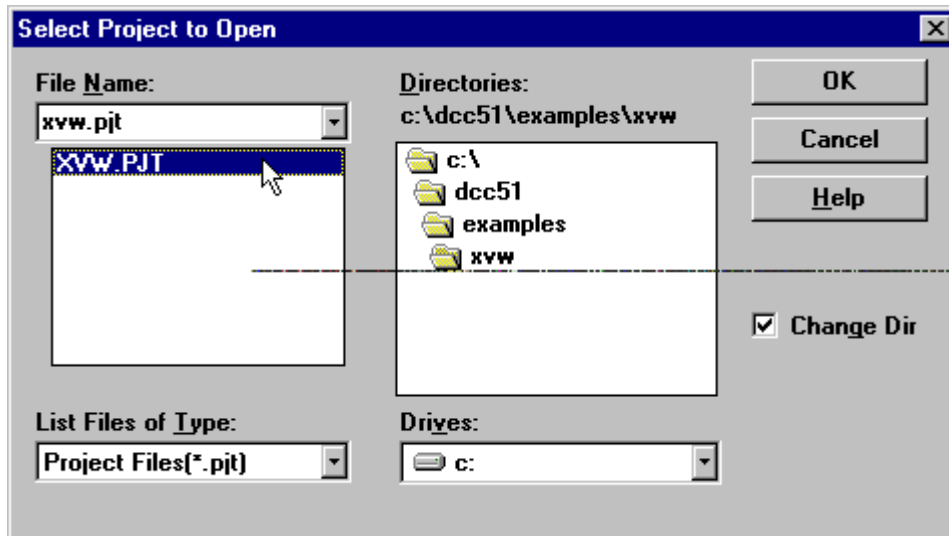 Select Project to Open
File Name:
xvw.pjt
XVW.PJT
List Files of Type:
Project Files(*.pjt)
Directories:
c:\dcc51\examples\xvw
c:\
dcc51
examples
xvw
Drives:
c:
OK
Cancel
Help
Change Dir